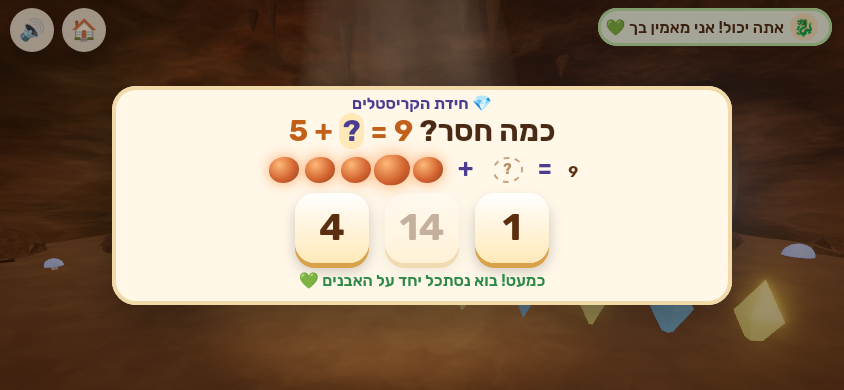 אתה יכול! אני מאמין בך 💚
💎 חידת הקריסטלים
כמה חסר? 5 + ? = 9
+ ? = 9
4 14 1
כמעט! בוא נסתכל יחד על האבנים 💚